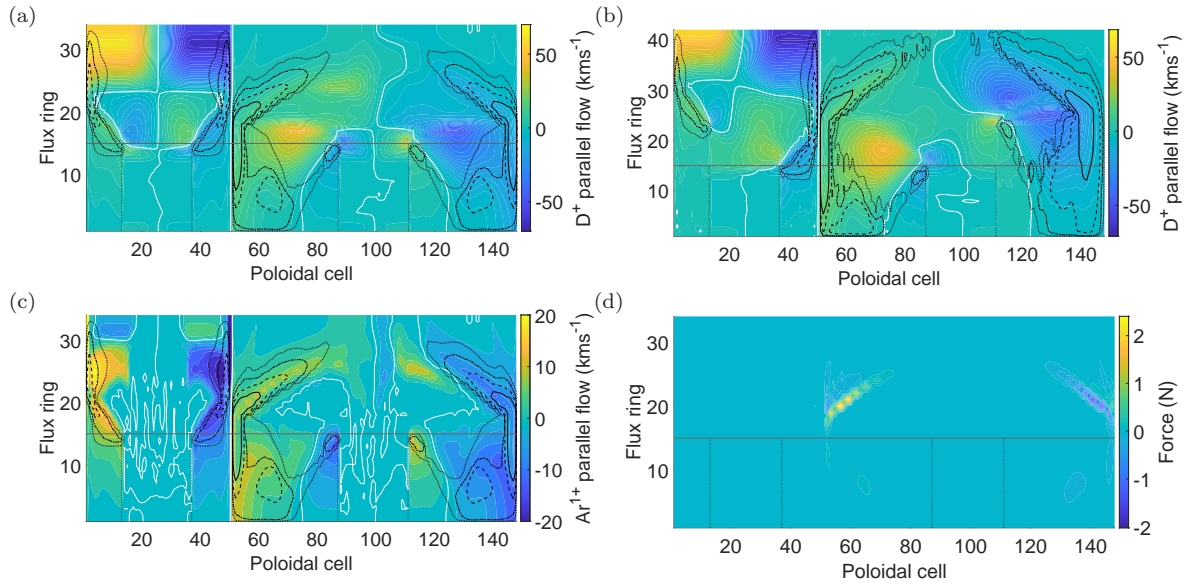 (a)
30
20
10
Flux ring
20 40 60 80 100 120 140
Poloidal cell
50
0
-50
D+ parallel flow (kms-1)
(b)
40
30
20
10
Flux ring
20 40 60 80 100 120 140
Poloidal cell
50
0
-50
D+ parallel flow (kms-1)
(c)
30
20
10
Flux ring
20 40 60 80 100 120 140
Poloidal cell
20
10
0
-10
-20
Ar1+ parallel flow (kms-1)
(d)
30
20
10
Flux ring
20 40 60 80 100 120 140
Poloidal cell
2
1
0
-1
-2
Force (N)